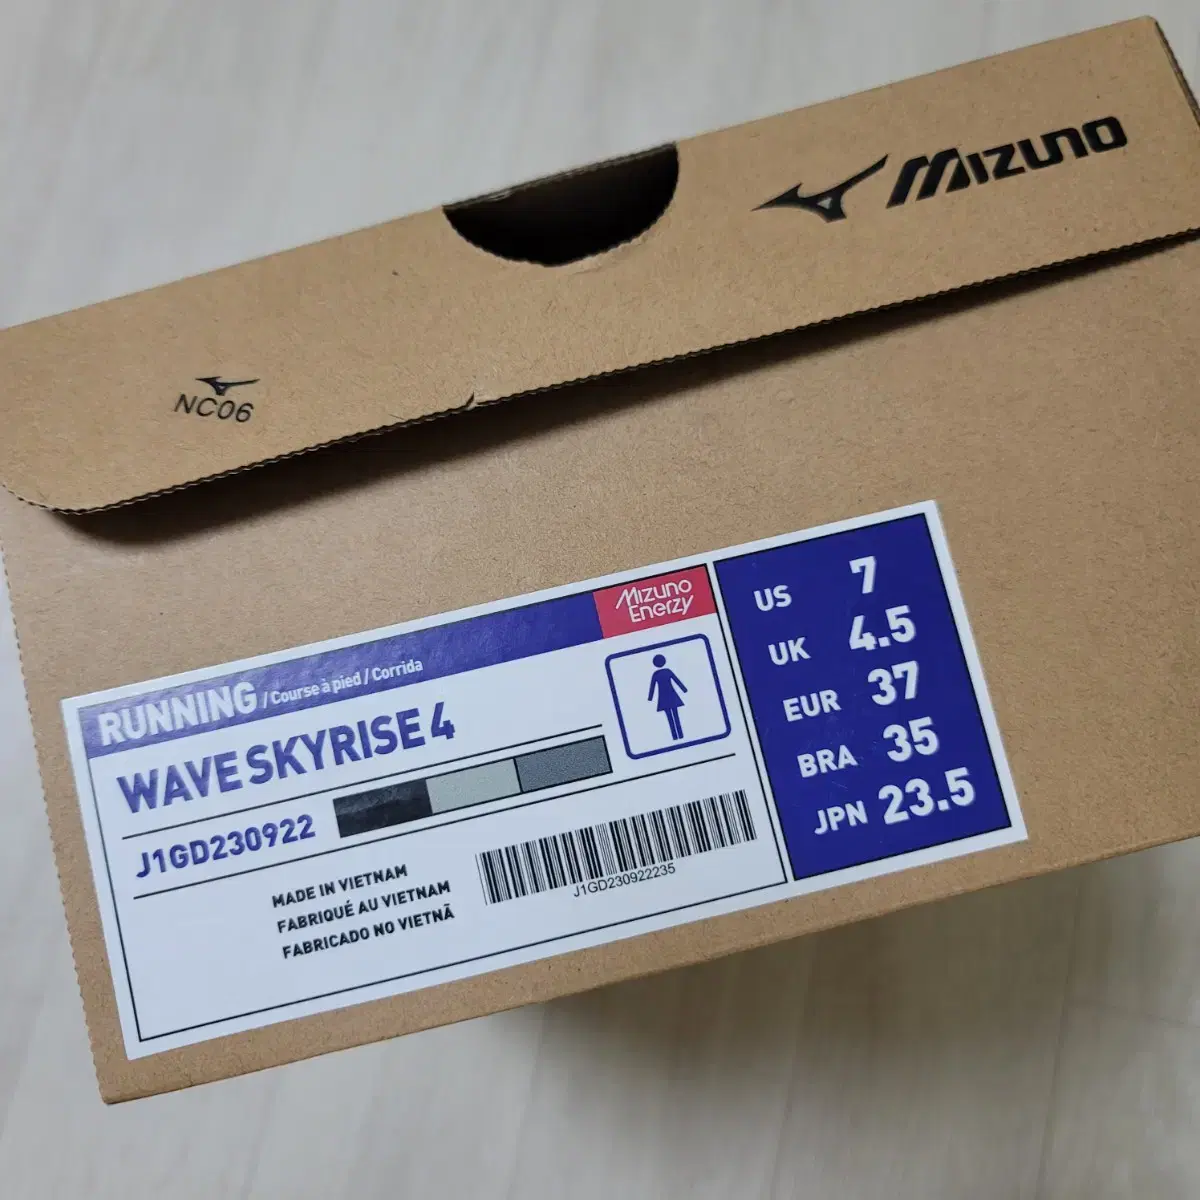 Mizuno
NC06
RUNNING / Course à pied / Corrida
Mizuno
Enerzy
WAVE SKYRISE 4
J1GD230922
MADE IN VIETNAM
FABRIQUÉ AU VIETNAM
FABRICADO NO VIETNÃ
J1GD230922235
US 7
UK 4.5
EUR 37
BRA 35
JPN 23.5